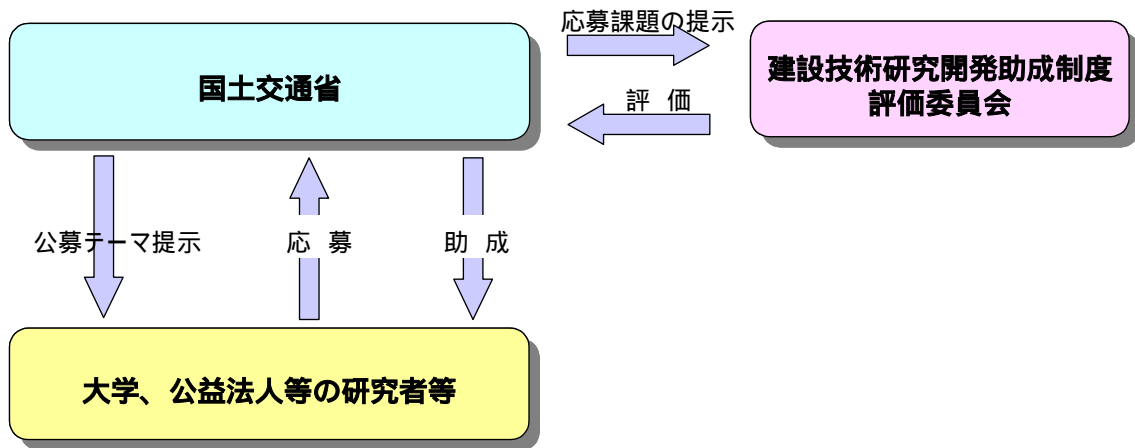 応募課題の提示
国土交通省
建設技術研究開発助成制度
評価委員会
評 価
公募テーマ提示
応 募
助 成
大学、公益法人等の研究者等